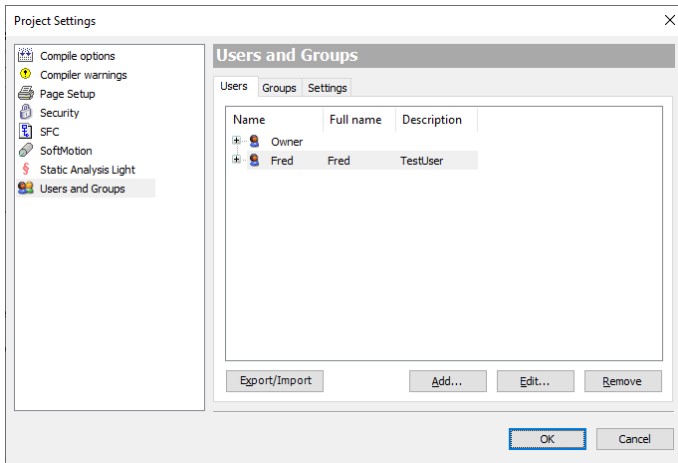 Project Settings
Compile options
Compiler warnings
Page Setup
Security
SFC
SoftMotion
Static Analysis Light
Users and Groups
Users and Groups
Users Groups Settings
Name Full name Description
Owner
Fred Fred TestUser
Export/Import Add... Edit... Remove
OK Cancel